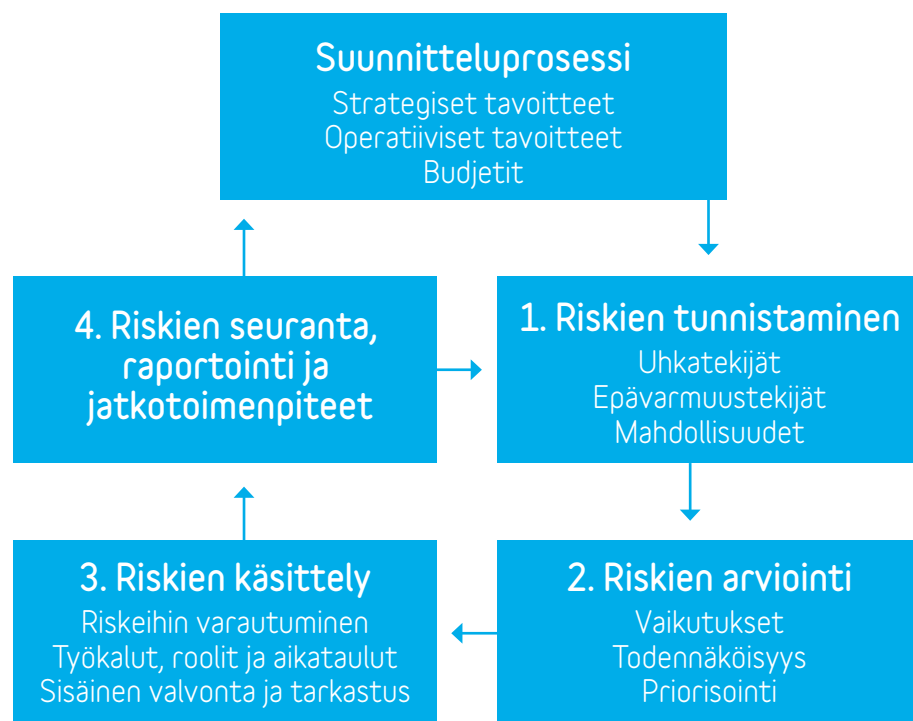 Suunnitteluprosessi
Strategiset tavoitteet
Operatiiviset tavoitteet
Budjetit
1. Riskien tunnistaminen
Uhkatekijät
Epävarmuustekijät
Mahdollisuudet
2. Riskien arviointi
Vaikutukset
Todennäköisyys
Priorisointi
3. Riskien käsittely
Riskeihin varautuminen
Työkalut, roolit ja aikataulut
Sisäinen valvonta ja tarkastus
4. Riskien seuranta,
raportointi ja
jatkotoimenpiteet